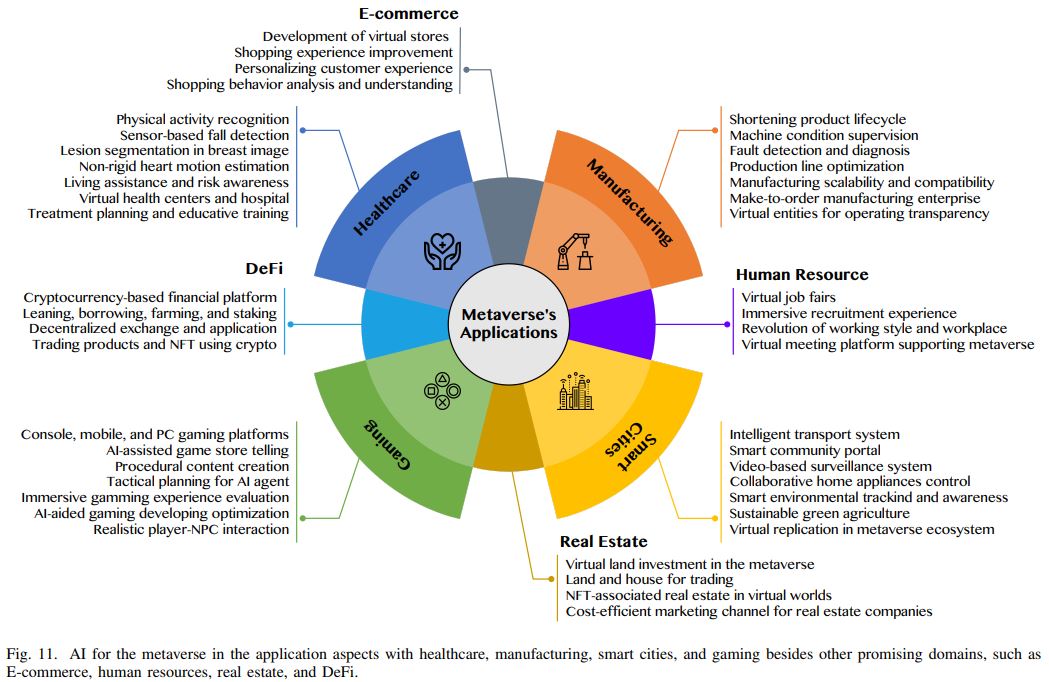 E-commerce
Development of virtual stores
Shopping experience improvement
Personalizing customer experience
Shopping behavior analysis and understanding
Physical activity recognition
Sensor-based fall detection
Lesion segmentation in breast image
Non-rigid heart motion estimation
Living assistance and risk awareness
Virtual health centers and hospital
Treatment planning and educative training
Healthcare
Manufacturing
Shortening product lifecycle
Machine condition supervision
Fault detection and diagnosis
Production line optimization
Manufacturing scalability and compatibility
Make-to-order manufacturing enterprise
Virtual entities for operating transparency
DeFi
Cryptocurrency-based financial platform
Leaning, borrowing, farming, and staking
Decentralized exchange and application
Trading products and NFT using crypto
Metaverse's
Applications
Human Resource
Virtual job fairs
Immersive recruitment experience
Revolution of working style and workplace
Virtual meeting platform supporting metaverse
Console, mobile, and PC gaming platforms
AI-assisted game store telling
Procedural content creation
Tactical planning for AI agent
Immersive gamming experience evaluation
AI-aided gaming developing optimization
Realistic player-NPC interaction
Gaming
Smart
Cities
Intelligent transport system
Smart community portal
Video-based surveillance system
Collaborative home appliances control
Smart environmental trackind and awareness
Sustainable green agriculture
Virtual replication in metaverse ecosystem
Real Estate
Virtual land investment in the metaverse
Land and house for trading
NFT-associated real estate in virtual worlds
Cost-efficient marketing channel for real estate companies
Fig. 11. AI for the metaverse in the application aspects with healthcare, manufacturing, smart cities, and gaming besides other promising domains, such as
E-commerce, human resources, real estate, and DeFi.